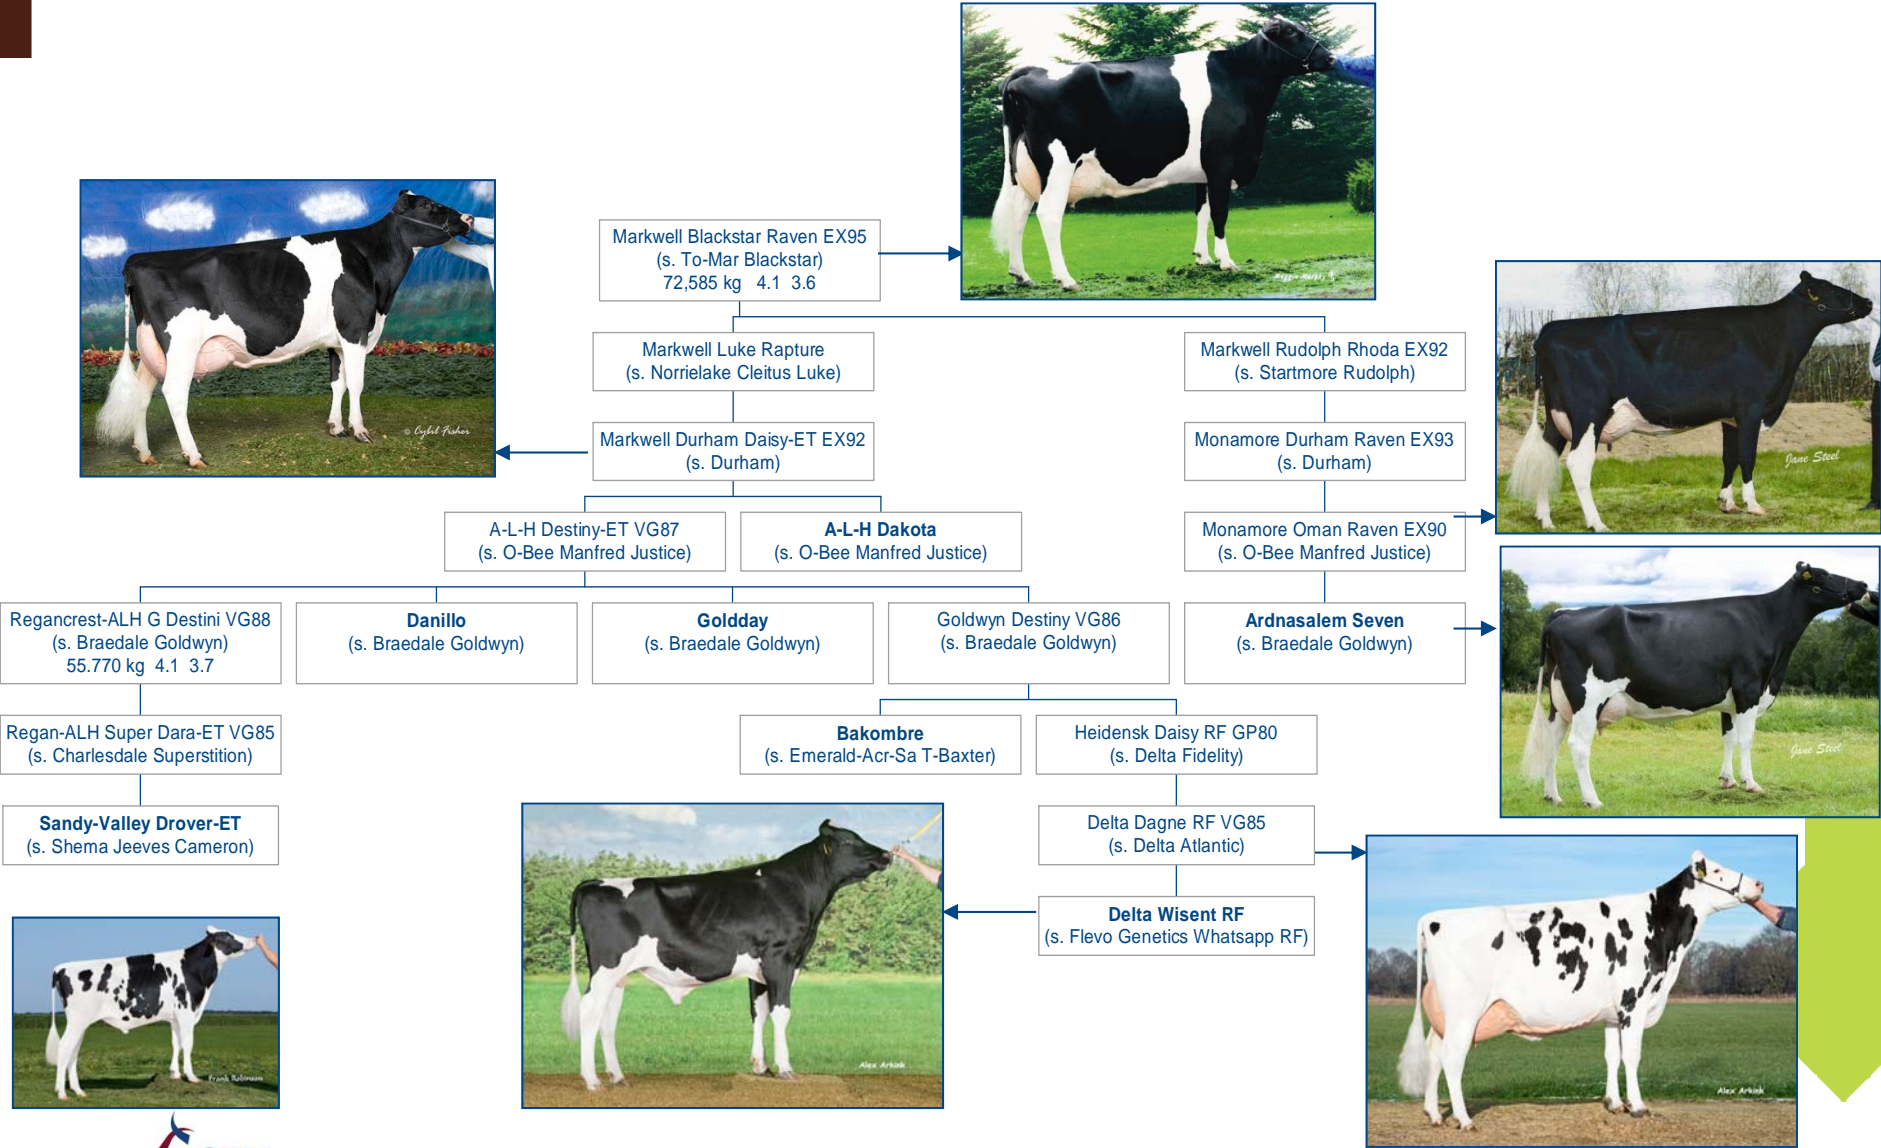 Markwell Blackstar Raven EX95
(s. To-Mar Blackstar)
72,585 kg 4.1 3.6
Markwell Luke Rapture
(s. Norrielake Cleitus Luke)
Markwell Rudolph Rhoda EX92
(s. Startmore Rudolph)
Markwell Durham Daisy-ET EX92
(s. Durham)
Monamore Durham Raven EX93
(s. Durham)
A-L-H Destiny-ET VG87
(s. O-Bee Manfred Justice)
A-L-H Dakota
(s. O-Bee Manfred Justice)
Monamore Oman Raven EX90
(s. O-Bee Manfred Justice)
Regancrest-ALH G Destini VG88
(s. Braedale Goldwyn)
55.770 kg 4.1 3.7
Danillo
(s. Braedale Goldwyn)
Goldday
(s. Braedale Goldwyn)
Goldwyn Destiny VG86
(s. Braedale Goldwyn)
Ardnasalem Seven
(s. Braedale Goldwyn)
Regan-ALH Super Dara-ET VG85
(s. Charlesdale Superstition)
Bakombre
(s. Emerald-Acr-Sa T-Baxter)
Heidensk Daisy RF GP80
(s. Delta Fidelity)
Sandy-Valley Drover-ET
(s. Shema Jeeves Cameron)
Delta Dagne RF VG85
(s. Delta Atlantic)
Delta Wisent RF
(s. Flevo Genetics Whatsapp RF)
© Cybil Fisher
Jane Steel
Jane Steel
Frank Robinson
Alex Arkink
Alex Arkink